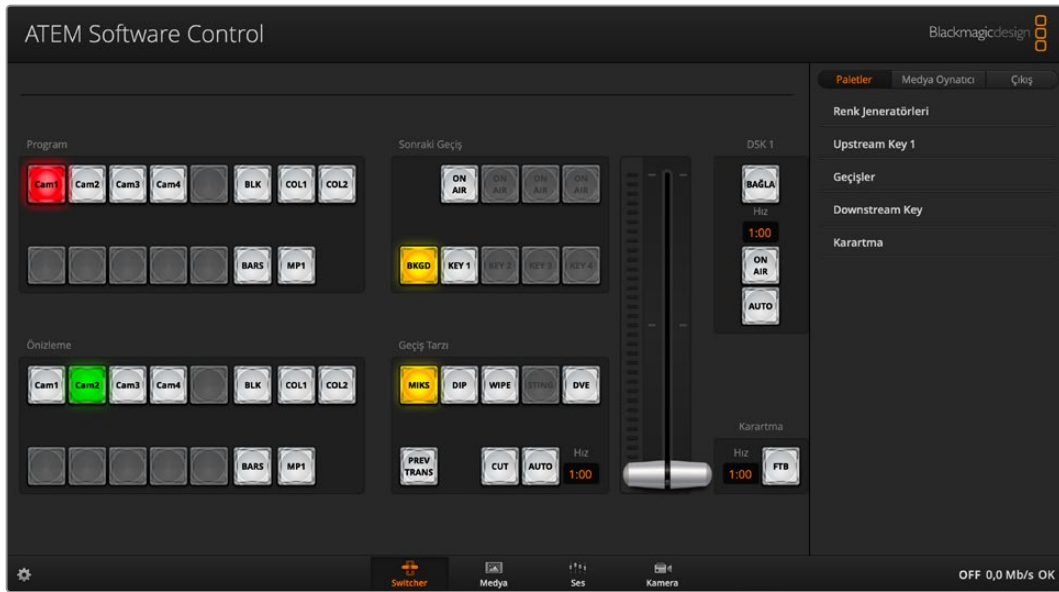 ATEM Software Control
Blackmagicdesign
Paletler Medya Oynatıcı Çıkış
Renk Jeneratörleri
Upstream Key 1
Geçişler
Downstream Key
Karartma
Program
Cam1 Cam2 Cam3 Cam4 BLK COL1 COL2
BARS MP1
Sonraki Geçiş
ON AIR ON AIR ON AIR ON AIR
BKGD KEY 1 KEY 2 KEY 3 KEY 4
DSK 1
BAĞLA
Hız
1:00
ON AIR
AUTO
Önizleme
Cam1 Cam2 Cam3 Cam4 BLK COL1 COL2
BARS MP1
Geçiş Tarzı
MIKS DIP WIPE STING DVE
PREV TRANS CUT AUTO Hız 1:00
Karartma
Hız
1:00 FTB
Switcher Medya Ses Kamera
OFF 0,0 Mb/s OK